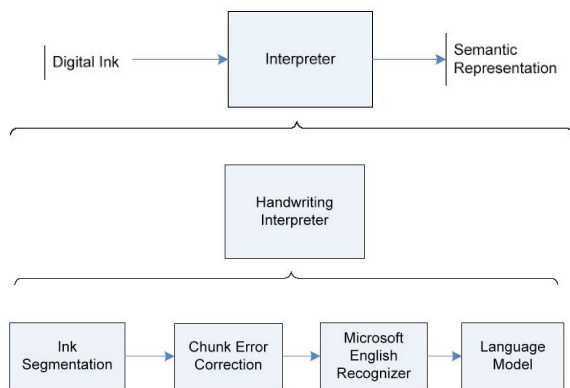 Digital Ink
Interpreter
Semantic
Representation
Handwriting
Interpreter
Ink
Segmentation
Chunk Error
Correction
Microsoft
English
Recognizer
Language
Model